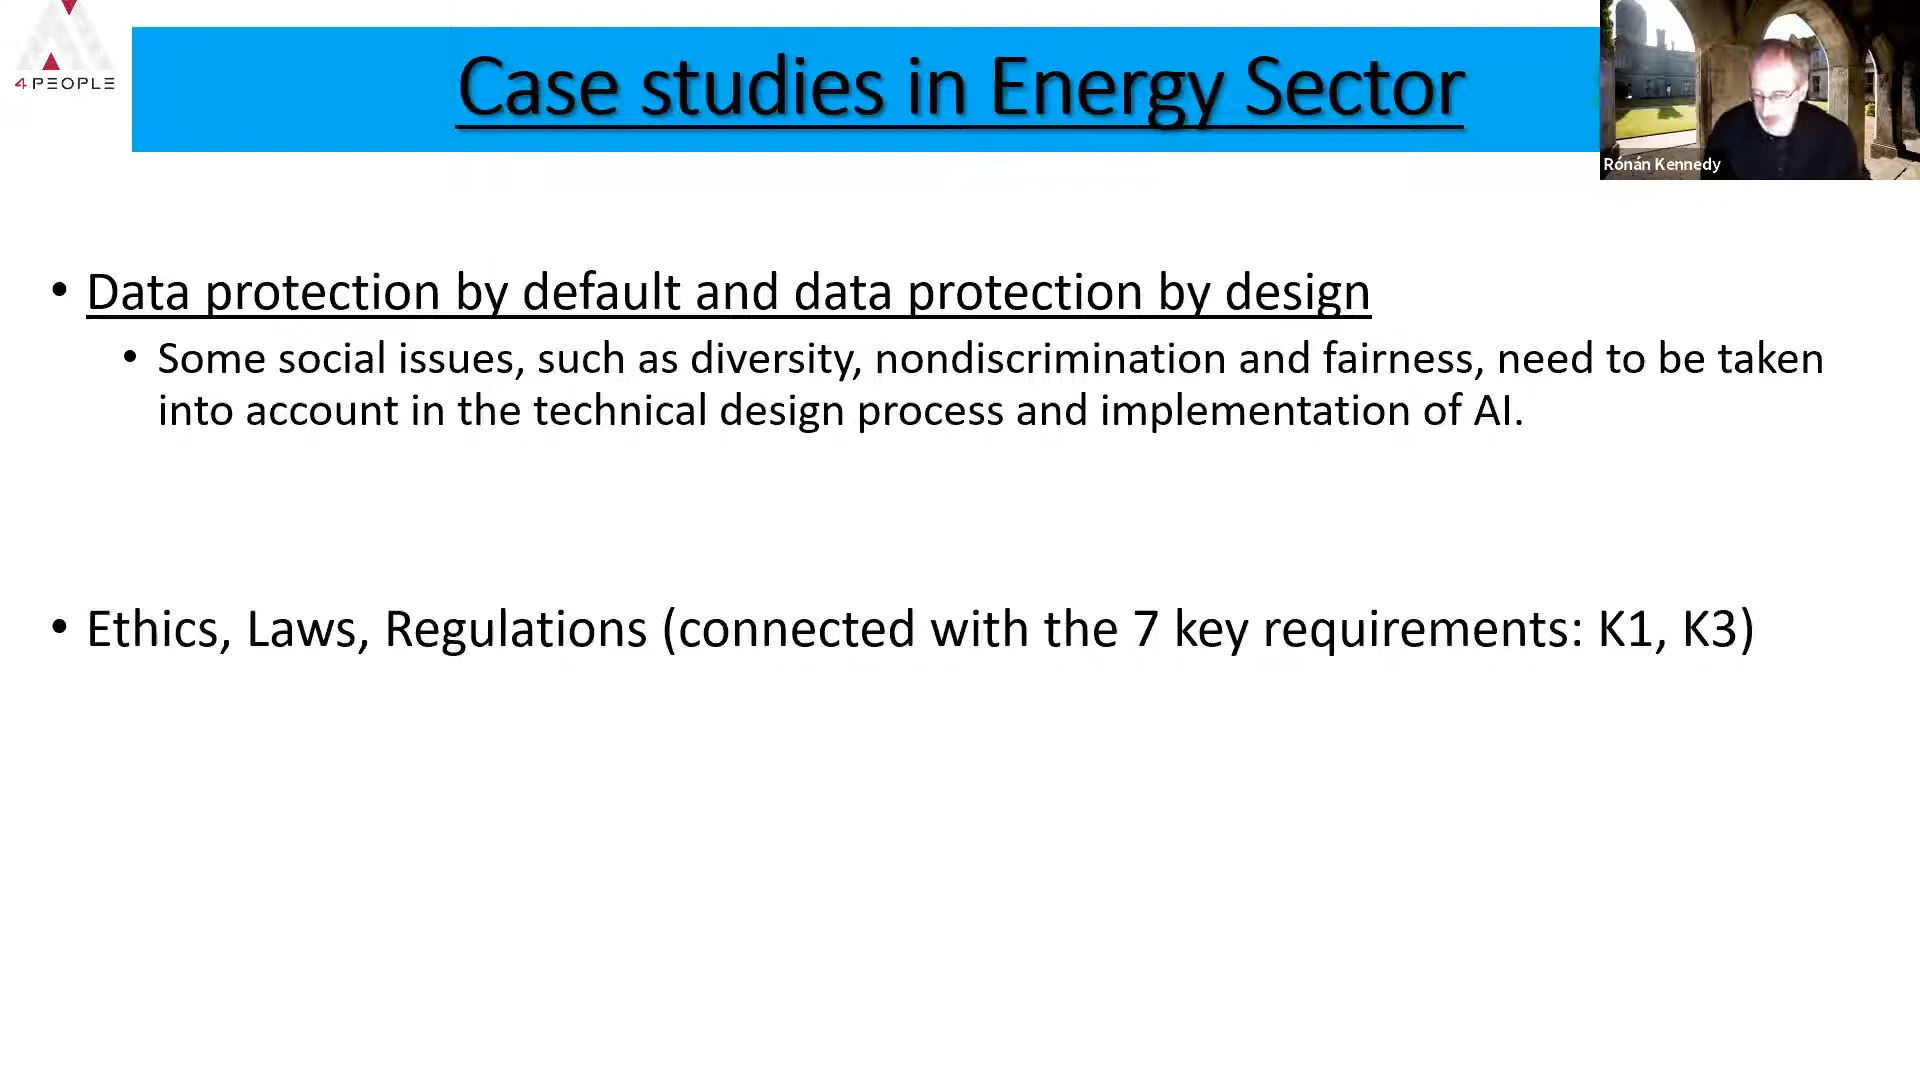 4PEOPLE
Case studies in Energy Sector
Rónán Kennedy
• Data protection by default and data protection by design
• Some social issues, such as diversity, nondiscrimination and fairness, need to be taken
into account in the technical design process and implementation of AI.
• Ethics, Laws, Regulations (connected with the 7 key requirements: K1, K3)